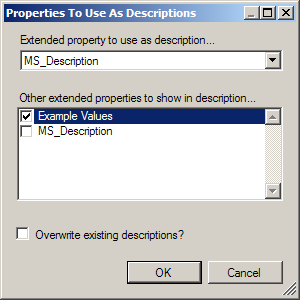 Properties To Use As Descriptions
Extended property to use as description...
MS_Description
Other extended properties to show in description...
Example Values
MS_Description
Overwrite existing descriptions?
OK Cancel